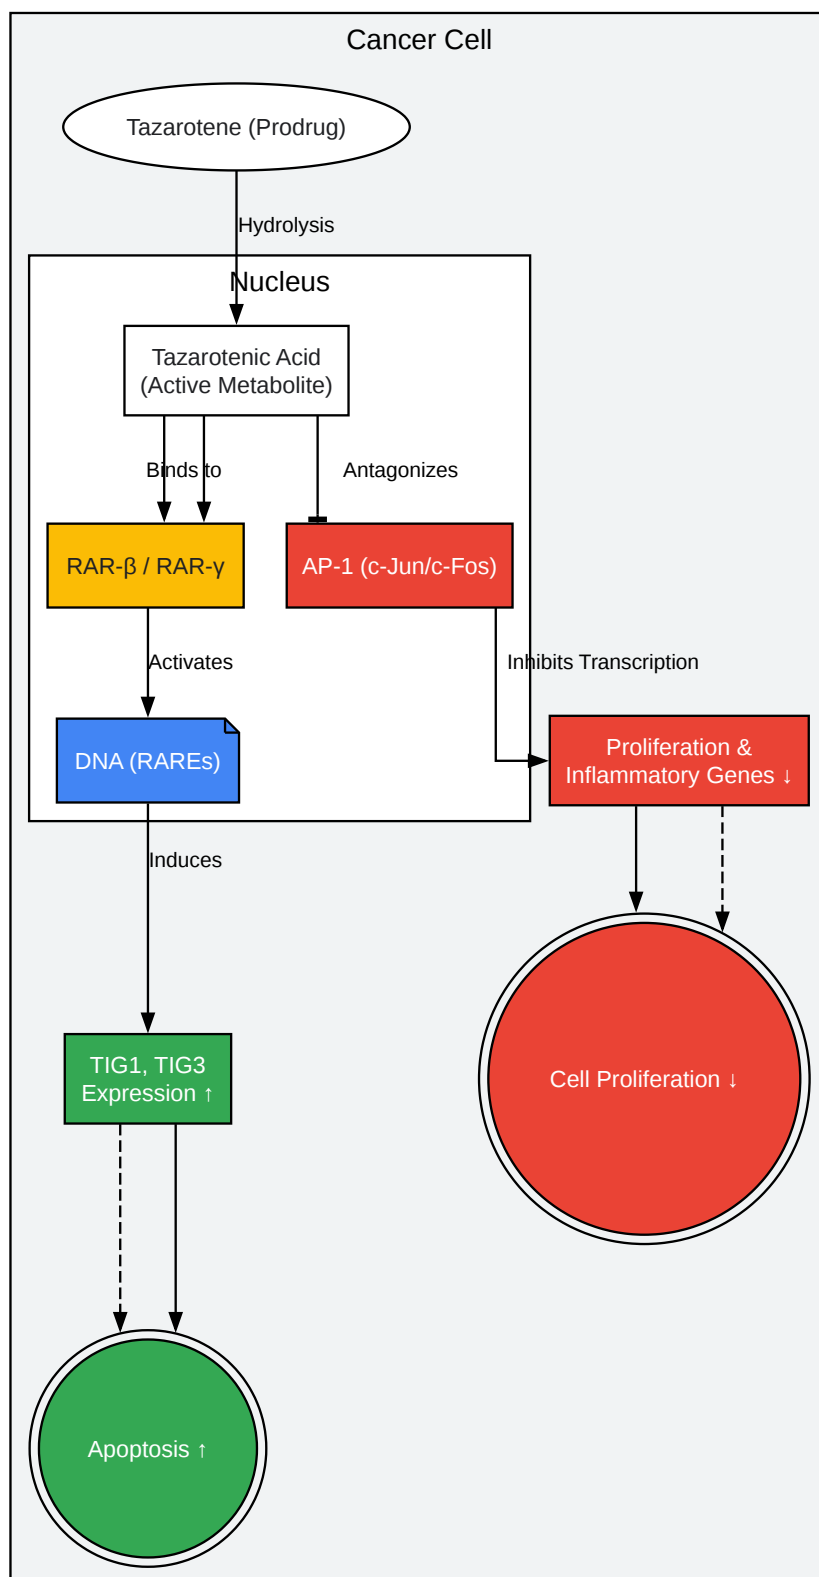 Cancer Cell
Tazarotene (Prodrug)
Hydrolysis
Nucleus
Tazarotenic Acid
(Active Metabolite)
Binds to
Antagonizes
RAR-β / RAR-γ
AP-1 (c-Jun/c-Fos)
Activates
Inhibits Transcription
DNA (RAREs)
Proliferation &
Inflammatory Genes ↓
Induces
TIG1, TIG3
Expression ↑
Cell Proliferation ↓
Apoptosis ↑